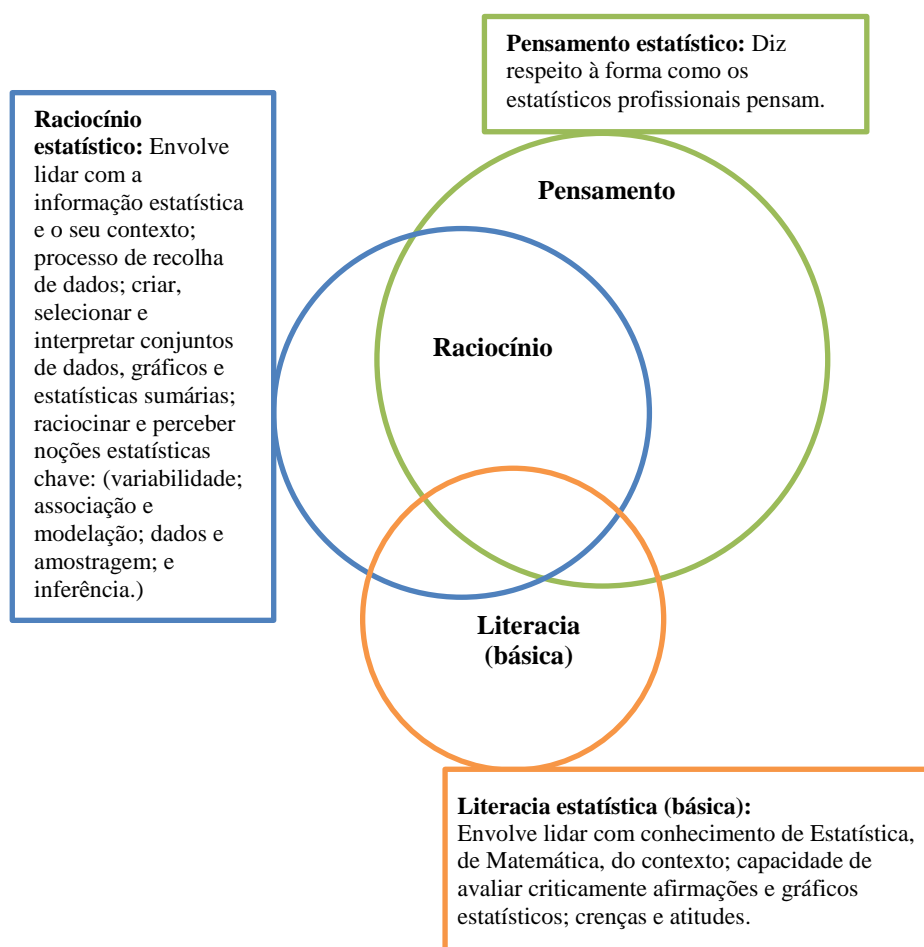 Pensamento estatístico: Diz
respeito à forma como os
estatísticos profissionais pensam.
Raciocínio
estatístico: Envolve
lidar com a
informação estatística
e o seu contexto;
processo de recolha
de dados; criar,
selecionar e
interpretar conjuntos
de dados, gráficos e
estatísticas sumárias;
raciocinar e perceber
noções estatísticas
chave: (variabilidade;
associação e
modelação; dados e
amostragem; e
inferência.)
Pensamento
Raciocínio
Literacia
(básica)
Literacia estatística (básica):
Envolve lidar com conhecimento de Estatística,
de Matemática, do contexto; capacidade de
avaliar criticamente afirmações e gráficos
estatísticos; crenças e atitudes.